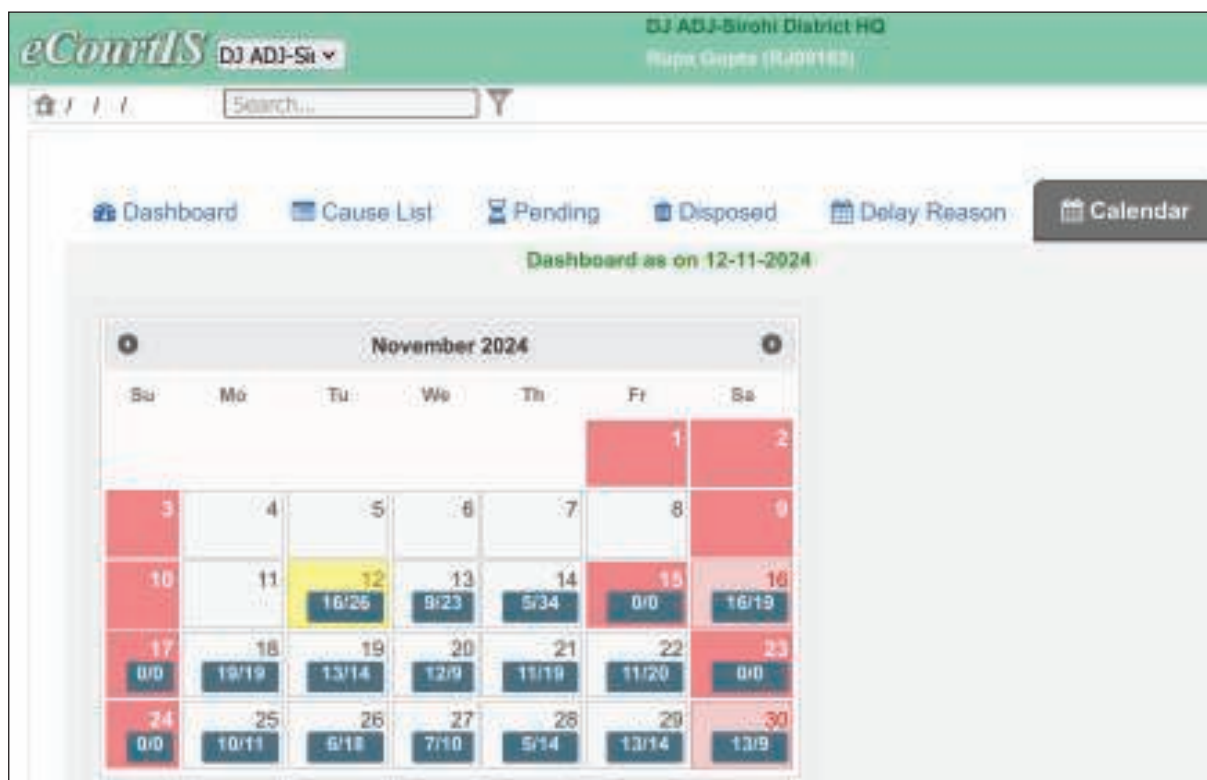 eCourtIS DJ ADJ-Sir
DJ ADJ-Sirohi District HQ
Rupa Gupta
/ / /
Search...
Dashboard Cause List Pending Disposed Delay Reason Calendar
Dashboard as on 12-11-2024
November 2024
Su Mo Tu We Th Fr Sa
1 2
3 4 5 6 7 8 9
10 11 12 13 14 15 16
16/26 9/23 5/34 0/0 16/19
17 18 19 20 21 22 23
0/0 19/19 13/14 12/9 11/19 11/20 0/0
24 25 26 27 28 29 30
0/0 10/11 6/18 7/10 5/14 13/14 13/9